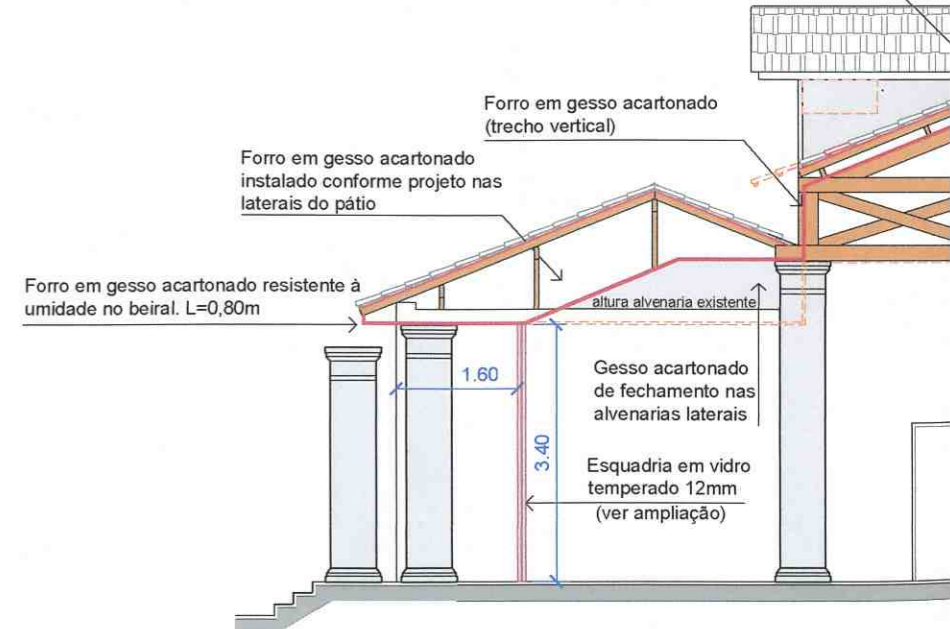 Forro em gesso acartonado
(trecho vertical)
Forro em gesso acartonado
instalado conforme projeto nas
laterais do pátio
Forro em gesso acartonado resistente à
umidade no beiral. L=0,80m
altura alvenaria existente
1.60
Gesso acartonado
de fechamento nas
alvenarias laterais
3.40
Esquadria em vidro
temperado 12mm
(ver ampliação)